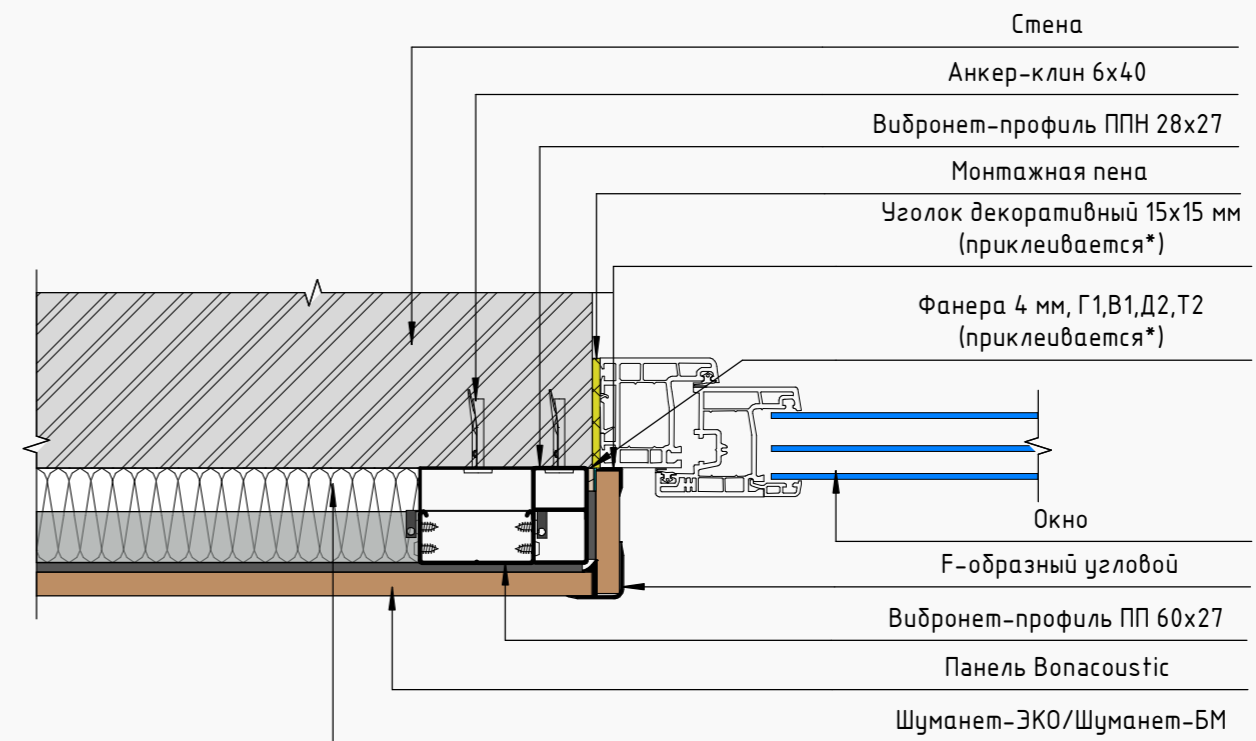 Стена
Анкер-клин 6х40
Вибронет-профиль ППН 28х27
Монтажная пена
Уголок декоративный 15х15 мм
(приклеивается*)
Фанера 4 мм, Г1,В1,Д2,Т2
(приклеивается*)
Окно
F-образный угловой
Вибронет-профиль ПП 60х27
Панель Bonacoustic
Шуманет-ЭКО/Шуманет-БМ